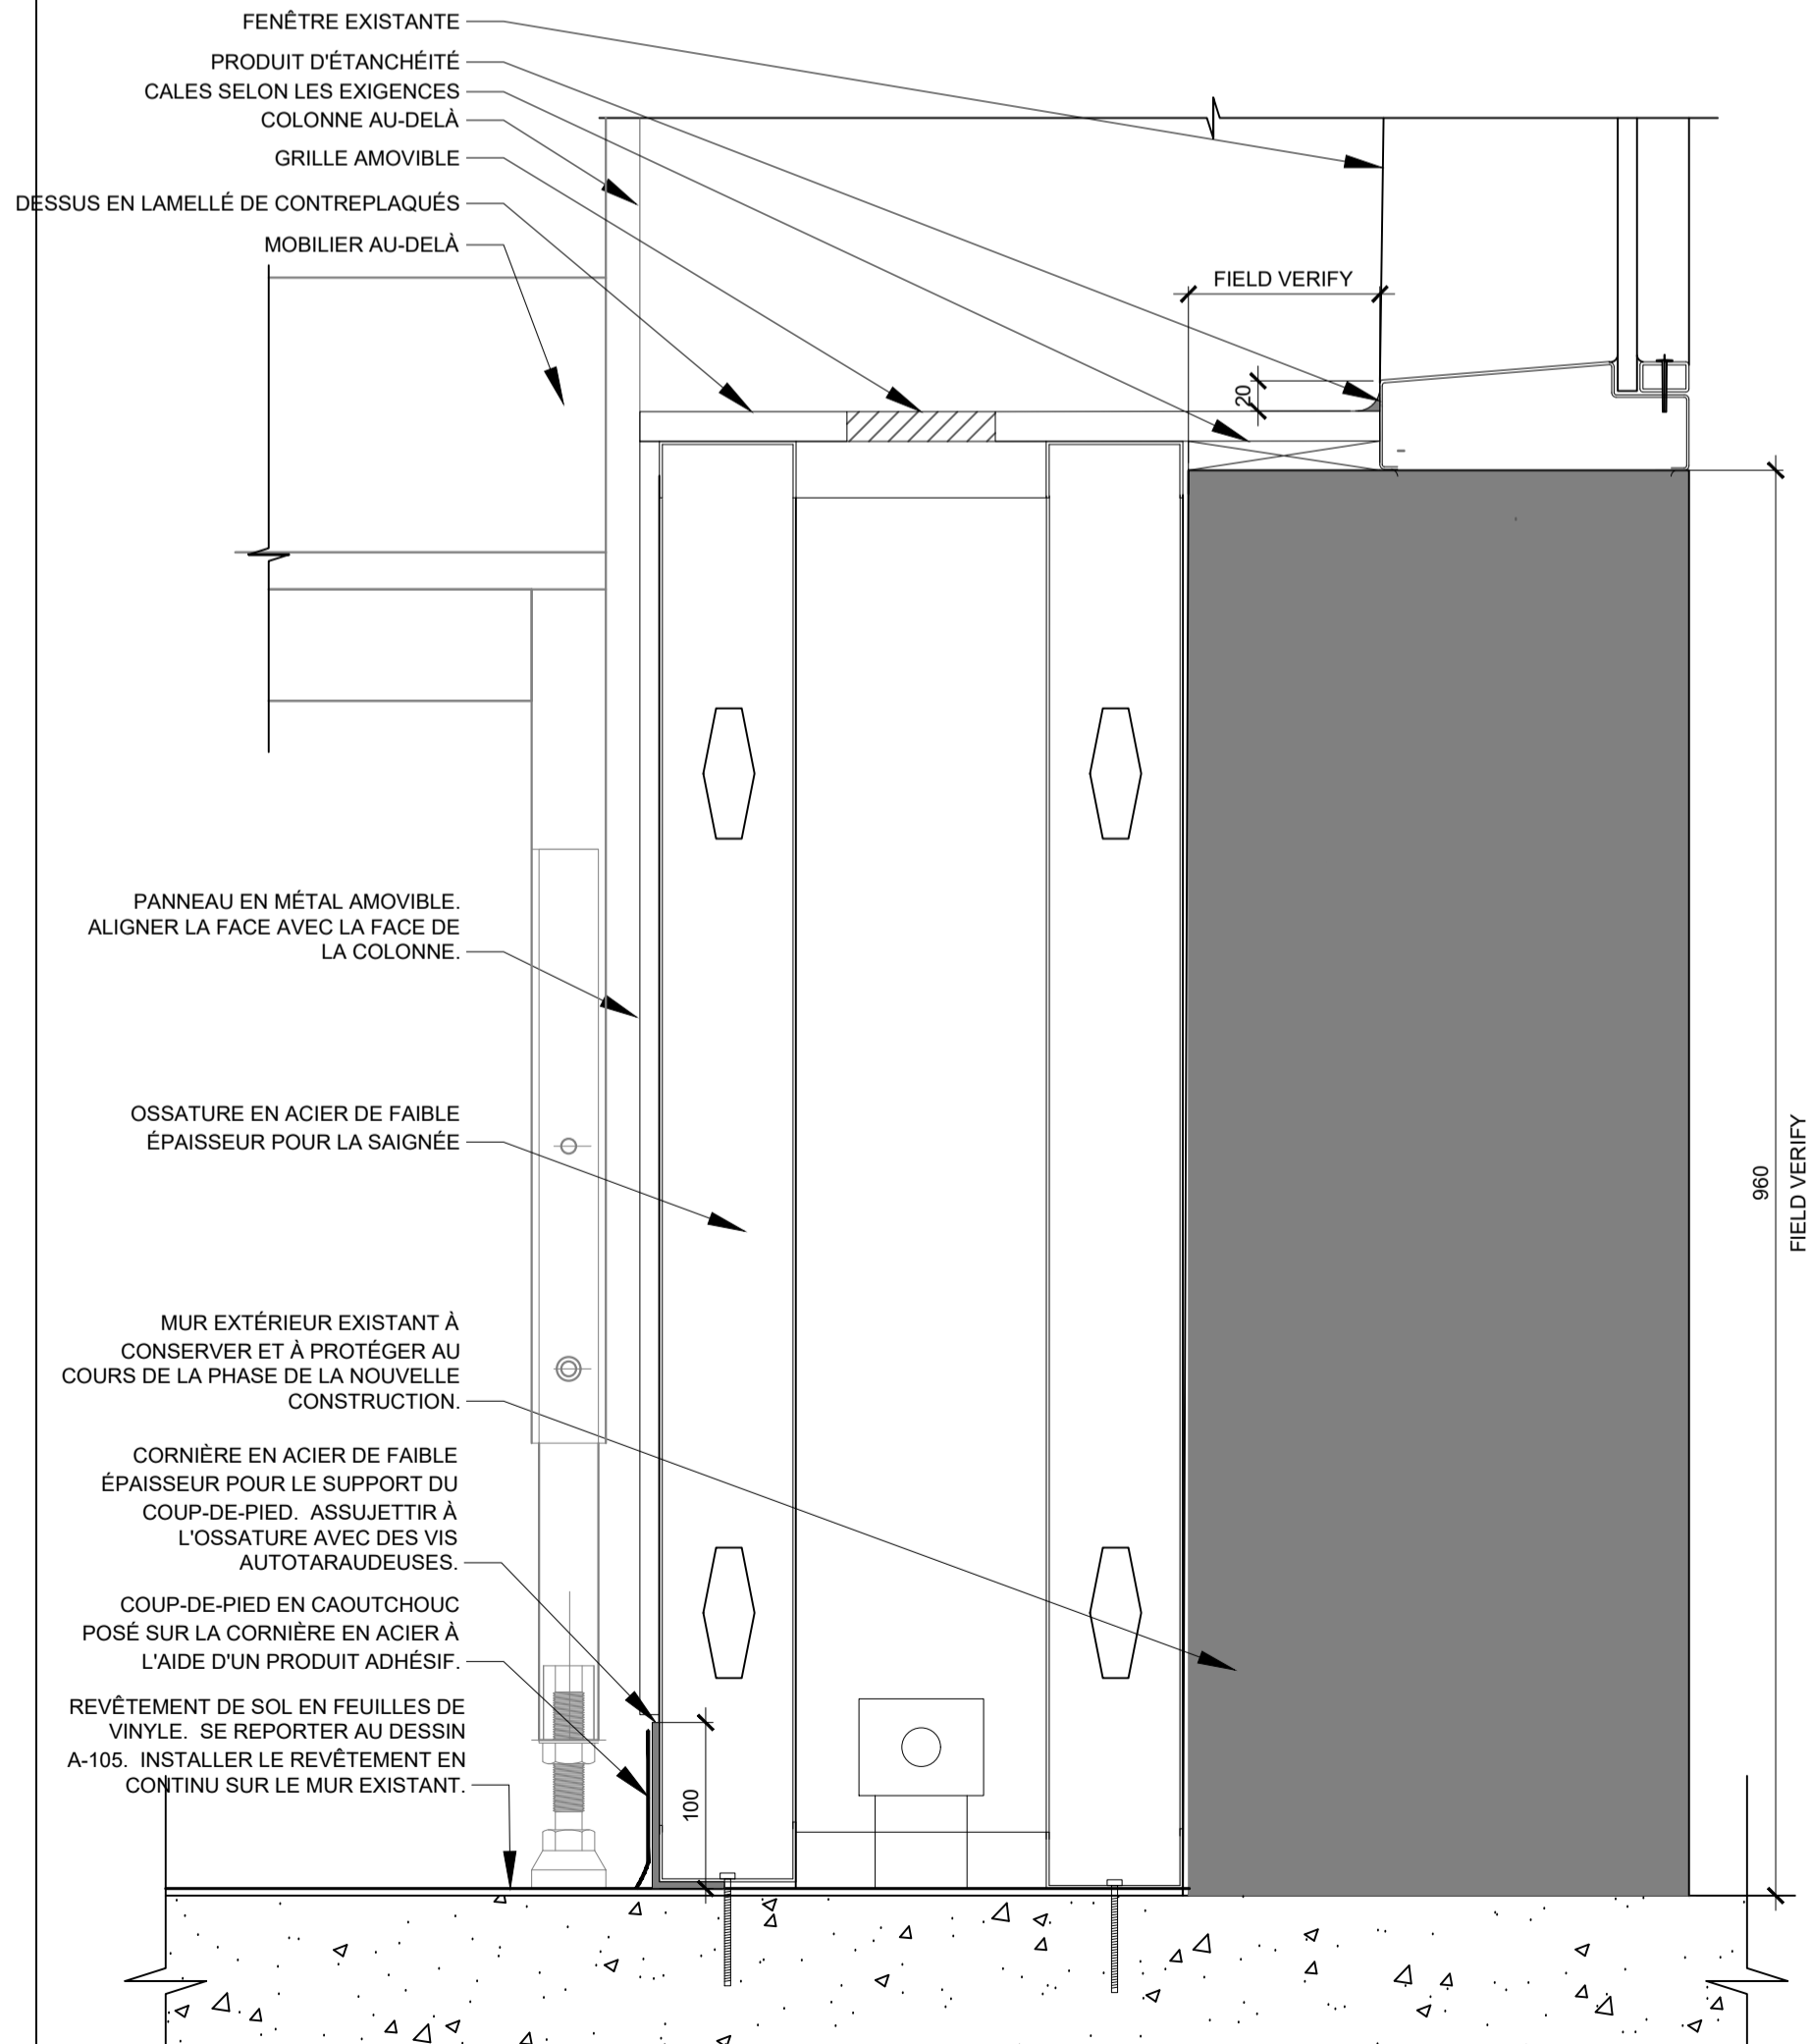 FENÊTRE EXISTANTE
PRODUIT D'ÉTANCHÉITÉ
CALES SELON LES EXIGENCES
COLONNE AU-DELÀ
GRILLE AMOVIBLE
DESSUS EN LAMELLÉ DE CONTREPLAQUÉS
MOBILIER AU-DELÀ
FIELD VERIFY
20
PANNEAU EN MÉTAL AMOVIBLE.
ALIGNER LA FACE AVEC LA FACE DE
LA COLONNE.
OSSATURE EN ACIER DE FAIBLE
ÉPAISSEUR POUR LA SAIGNÉE
960
FIELD VERIFY
MUR EXTÉRIEUR EXISTANT À
CONSERVER ET À PROTÉGER AU
COURS DE LA PHASE DE LA NOUVELLE
CONSTRUCTION.
CORNIÈRE EN ACIER DE FAIBLE
ÉPAISSEUR POUR LE SUPPORT DU
COUP-DE-PIED.  ASSUJETTIR À
L'OSSATURE AVEC DES VIS
AUTOTARAUDEUSES.
COUP-DE-PIED EN CAOUTCHOUC
POSÉ SUR LA CORNIÈRE EN ACIER À
L'AIDE D'UN PRODUIT ADHÉSIF.
REVÊTEMENT DE SOL EN FEUILLES DE
VINYLE.  SE REPORTER AU DESSIN
A-105.  INSTALLER LE REVÊTEMENT EN
CONTINU SUR LE MUR EXISTANT.
100